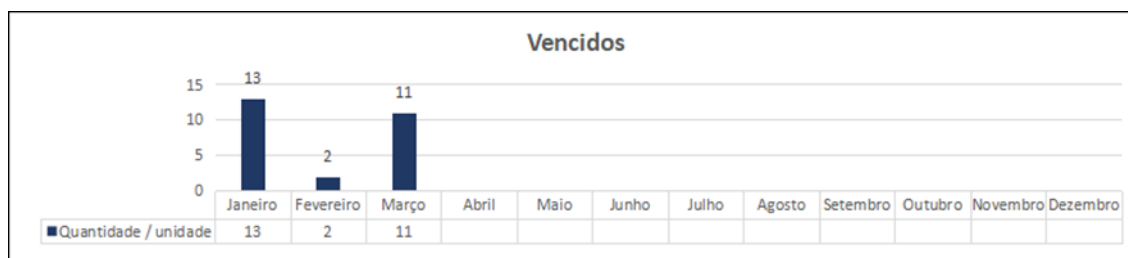 Vencidos
15
10
5
0
13
2
11
Janeiro Fevereiro Março Abril Maio Junho Julho Agosto Setembro Outubro Novembro Dezembro
Quantidade / unidade 13 2 11